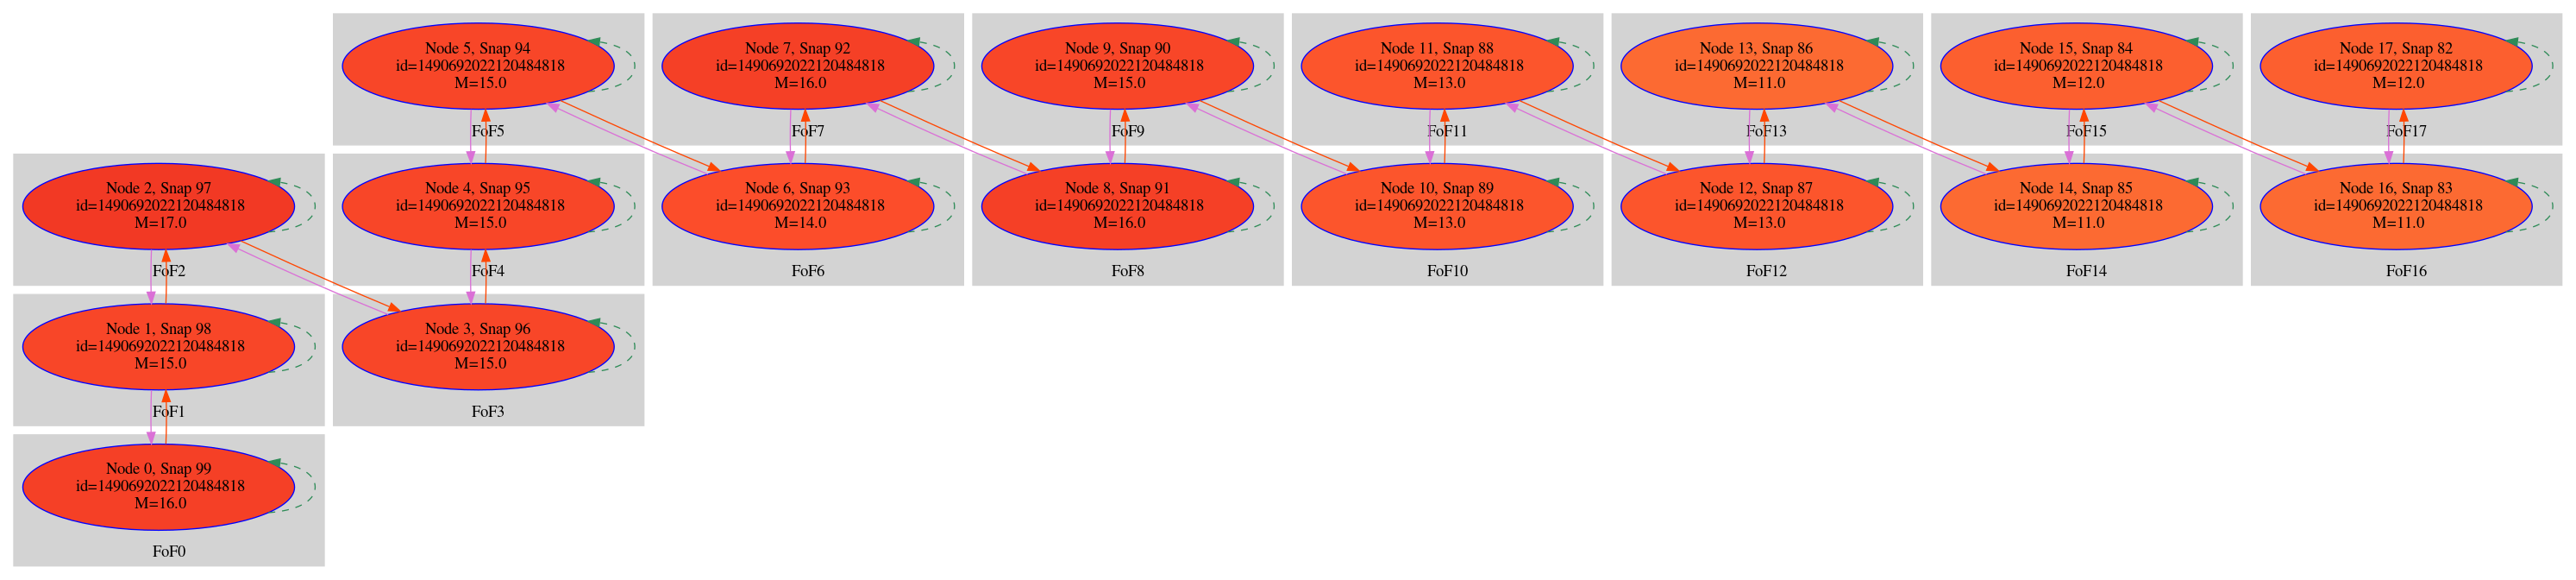 Node 5, Snap 94
id=1490692022120484818
M=15.0
FoF5
Node 7, Snap 92
id=1490692022120484818
M=16.0
FoF7
Node 9, Snap 90
id=1490692022120484818
M=15.0
FoF9
Node 11, Snap 88
id=1490692022120484818
M=13.0
FoF11
Node 13, Snap 86
id=1490692022120484818
M=11.0
FoF13
Node 15, Snap 84
id=1490692022120484818
M=12.0
FoF15
Node 17, Snap 82
id=1490692022120484818
M=12.0
FoF17
Node 2, Snap 97
id=1490692022120484818
M=17.0
FoF2
Node 4, Snap 95
id=1490692022120484818
M=15.0
FoF4
Node 6, Snap 93
id=1490692022120484818
M=14.0
FoF6
Node 8, Snap 91
id=1490692022120484818
M=16.0
FoF8
Node 10, Snap 89
id=1490692022120484818
M=13.0
FoF10
Node 12, Snap 87
id=1490692022120484818
M=13.0
FoF12
Node 14, Snap 85
id=1490692022120484818
M=11.0
FoF14
Node 16, Snap 83
id=1490692022120484818
M=11.0
FoF16
Node 1, Snap 98
id=1490692022120484818
M=15.0
FoF1
Node 3, Snap 96
id=1490692022120484818
M=15.0
FoF3
Node 0, Snap 99
id=1490692022120484818
M=16.0
FoF0